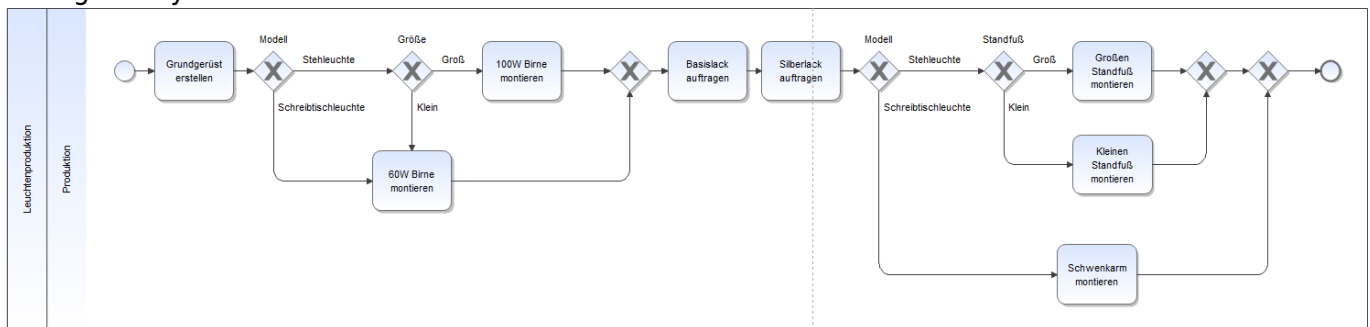 Leuchtenproduktion
Produktion
Grundgerüst
erstellen
Modell
Stehleuchte
Schreibtischleuchte
Größe
Groß
Klein
100W Birne
montieren
60W Birne
montieren
Basislack
auftragen
Silberlack
auftragen
Modell
Stehleuchte
Schreibtischleuchte
Standfuß
Groß
Klein
Großen
Standfuß
montieren
Kleinen
Standfuß
montieren
Schwenkarm
montieren